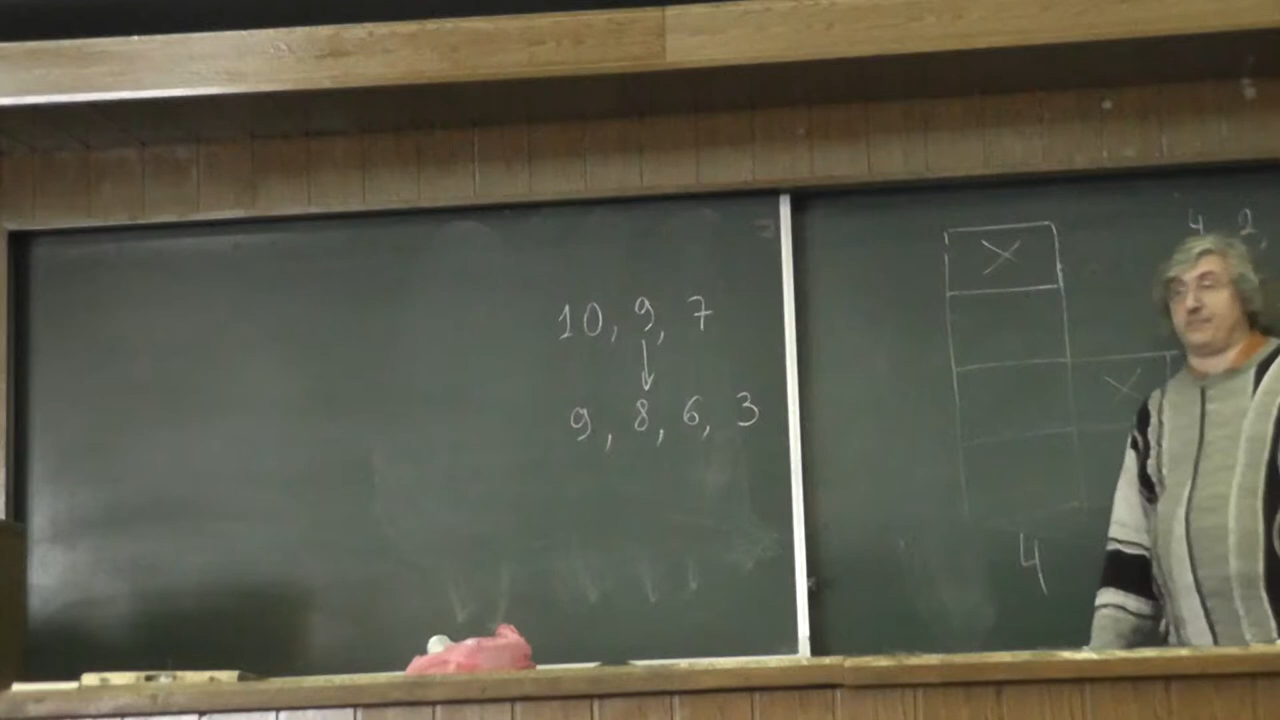 10, 9, 7
9, 8, 6, 3
4 2,
4